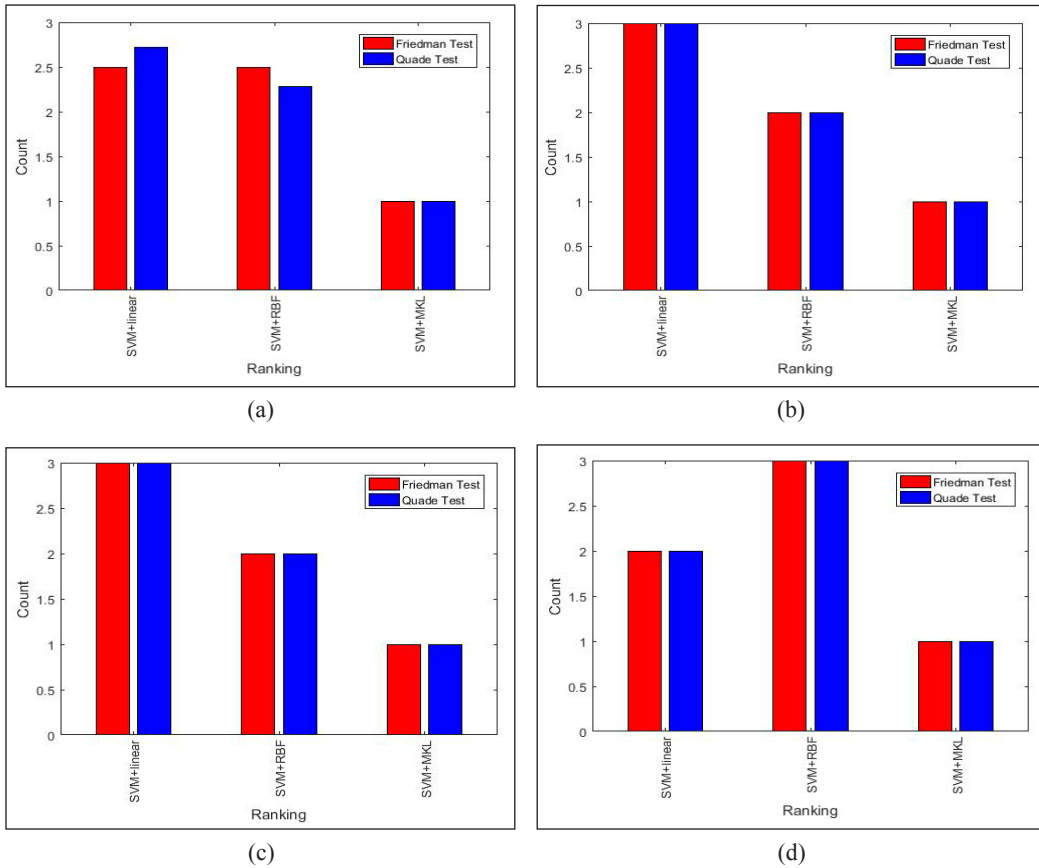 3
2.5
2
1.5
1
0.5
0
Count
Friedman Test
Quade Test
SVM+linear
SVM+RBF
SVM+MKL
Ranking
(a)
3
2.5
2
1.5
1
0.5
0
Count
Friedman Test
Quade Test
SVM+linear
SVM+RBF
SVM+MKL
Ranking
(b)
3
2.5
2
1.5
1
0.5
0
Count
Friedman Test
Quade Test
SVM+linear
SVM+RBF
SVM+MKL
Ranking
(c)
3
2.5
2
1.5
1
0.5
0
Count
Friedman Test
Quade Test
SVM+linear
SVM+RBF
SVM+MKL
Ranking
(d)